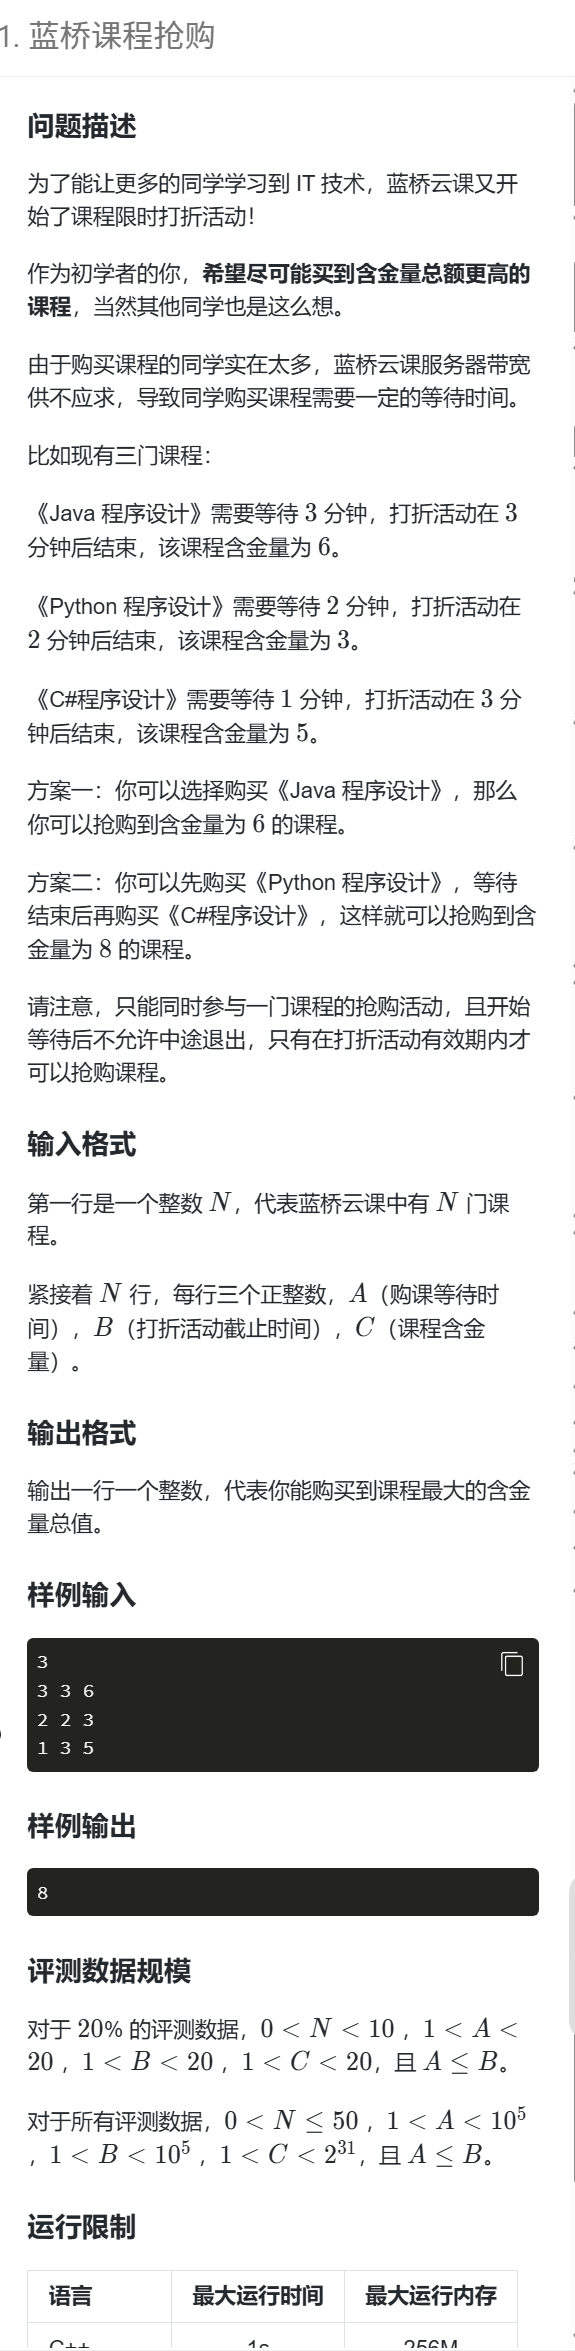 1. 蓝桥课程抢购
问题描述
为了能让更多的同学学习到 IT 技术，蓝桥云课又开
始了课程限时打折活动！
作为初学者的你，希望尽可能买到含金量总额更高的
课程，当然其他同学也是这么想。
由于购买课程的同学实在太多，蓝桥云课服务器带宽
供不应求，导致同学购买课程需要一定的等待时间。
比如现有三门课程：
《Java 程序设计》需要等待 3 分钟，打折活动在 3
分钟后结束，该课程含金量为 6。
《Python 程序设计》需要等待 2 分钟，打折活动在
2 分钟后结束，该课程含金量为 3。
《C#程序设计》需要等待 1 分钟，打折活动在 3 分
钟后结束，该课程含金量为 5。
方案一：你可以选择购买《Java 程序设计》，那么
你可以抢购到含金量为 6 的课程。
方案二：你可以先购买《Python 程序设计》，等待
结束后再购买《C#程序设计》，这样就可以抢购到含
金量为 8 的课程。
请注意，只能同时参与一门课程的抢购活动，且开始
等待后不允许中途退出，只有在打折活动有效期内才
可以抢购课程。
输入格式
第一行是一个整数 N，代表蓝桥云课中有 N 门课
程。
紧接着 N 行，每行三个正整数，A（购课等待时
间），B（打折活动截止时间），C（课程含金
量）。
输出格式
输出一行一个整数，代表你能购买到课程最大的含金
量总值。
样例输入
3
3 3 6
2 2 3
1 3 5
样例输出
8
评测数据规模
对于 20% 的评测数据，0 < N < 10，1 < A <
20，1 < B < 20，1 < C < 20，且 A ≤ B。
对于所有评测数据，0 < N ≤ 50，1 < A < 10⁵
，1 < B < 10⁵，1 < C < 2³¹，且 A ≤ B。
运行限制
语言 最大运行时间 最大运行内存
C++ 1s 256M